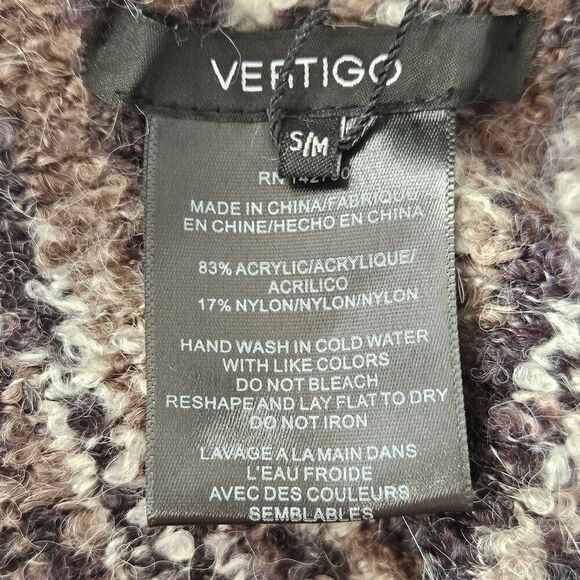 VERTIGO
S/M
RN
MADE IN CHINA/FABRIQUE
EN CHINE/HECHO EN CHINA
83% ACRYLIC/ACRYLIQUE/
ACRILICO
17% NYLON/NYLON/NYLON
HAND WASH IN COLD WATER
WITH LIKE COLORS
DO NOT BLEACH
RESHAPE AND LAY FLAT TO DRY
DO NOT IRON
LAVAGE A LA MAIN DANS
L'EAU FROIDE
AVEC DES COULEURS
SEMBLABLES